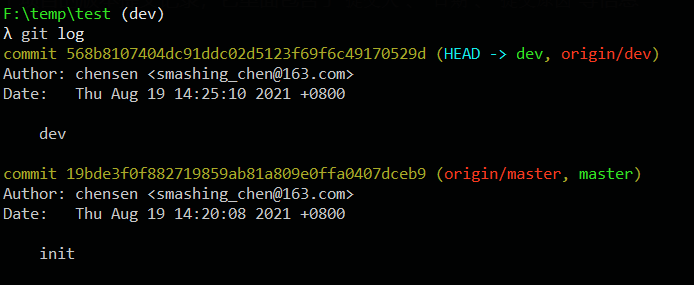 F:\temp\test (dev)
λ git log
commit 568b8107404dc91ddc02d5123f69f6c49170529d (HEAD -> dev, origin/dev)
Author: chensen <smashing_chen@163.com>
Date:   Thu Aug 19 14:25:10 2021 +0800
dev
commit 19bde3f0f882719859ab81a809e0ffa0407dceb9 (origin/master, master)
Author: chensen <smashing_chen@163.com>
Date:   Thu Aug 19 14:20:08 2021 +0800
init